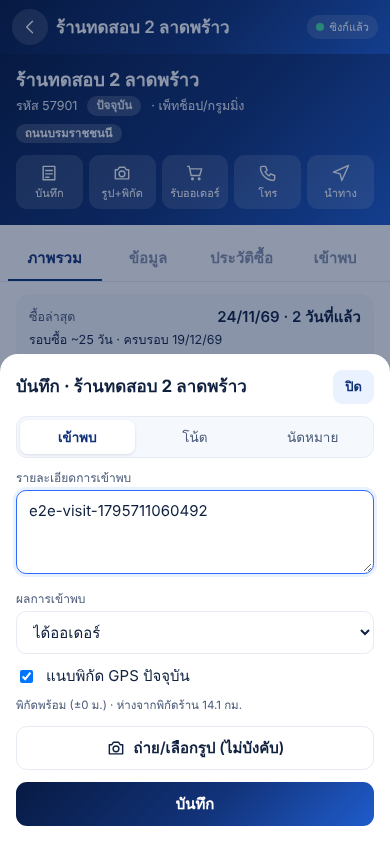 ร้านทดสอบ 2 ลาดพร้าว
ซิงก์แล้ว
ร้านทดสอบ 2 ลาดพร้าว
รหัส 57901 ปัจจุบัน · เพ็ทช็อป/กรูมมิ่ง
ถนนบรมราชชนนี
บันทึก รูป+พิกัด รับออเดอร์ โทร นำทาง
ภาพรวม ข้อมูล ประวัติซื้อ เข้าพบ
ซื้อล่าสุด 24/11/69 · 2 วันที่แล้ว
รอบซื้อ ~25 วัน · ครบรอบ 19/12/69
บันทึก · ร้านทดสอบ 2 ลาดพร้าว ปิด
เข้าพบ โน้ต นัดหมาย
รายละเอียดการเข้าพบ
e2e-visit-1795711060492
ผลการเข้าพบ
ได้ออเดอร์
แนบพิกัด GPS ปัจจุบัน
พิกัดพร้อม (±0 ม.) · ห่างจากพิกัดร้าน 14.1 กม.
ถ่าย/เลือกรูป (ไม่บังคับ)
บันทึก